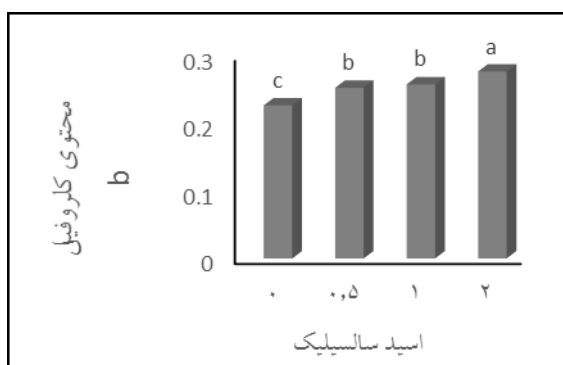 محتوی کلروفیل
b
0.3
0.2
0.1
0
c
b
b
a
۰
۰,۵
۱
۲
اسید سالسیلیک